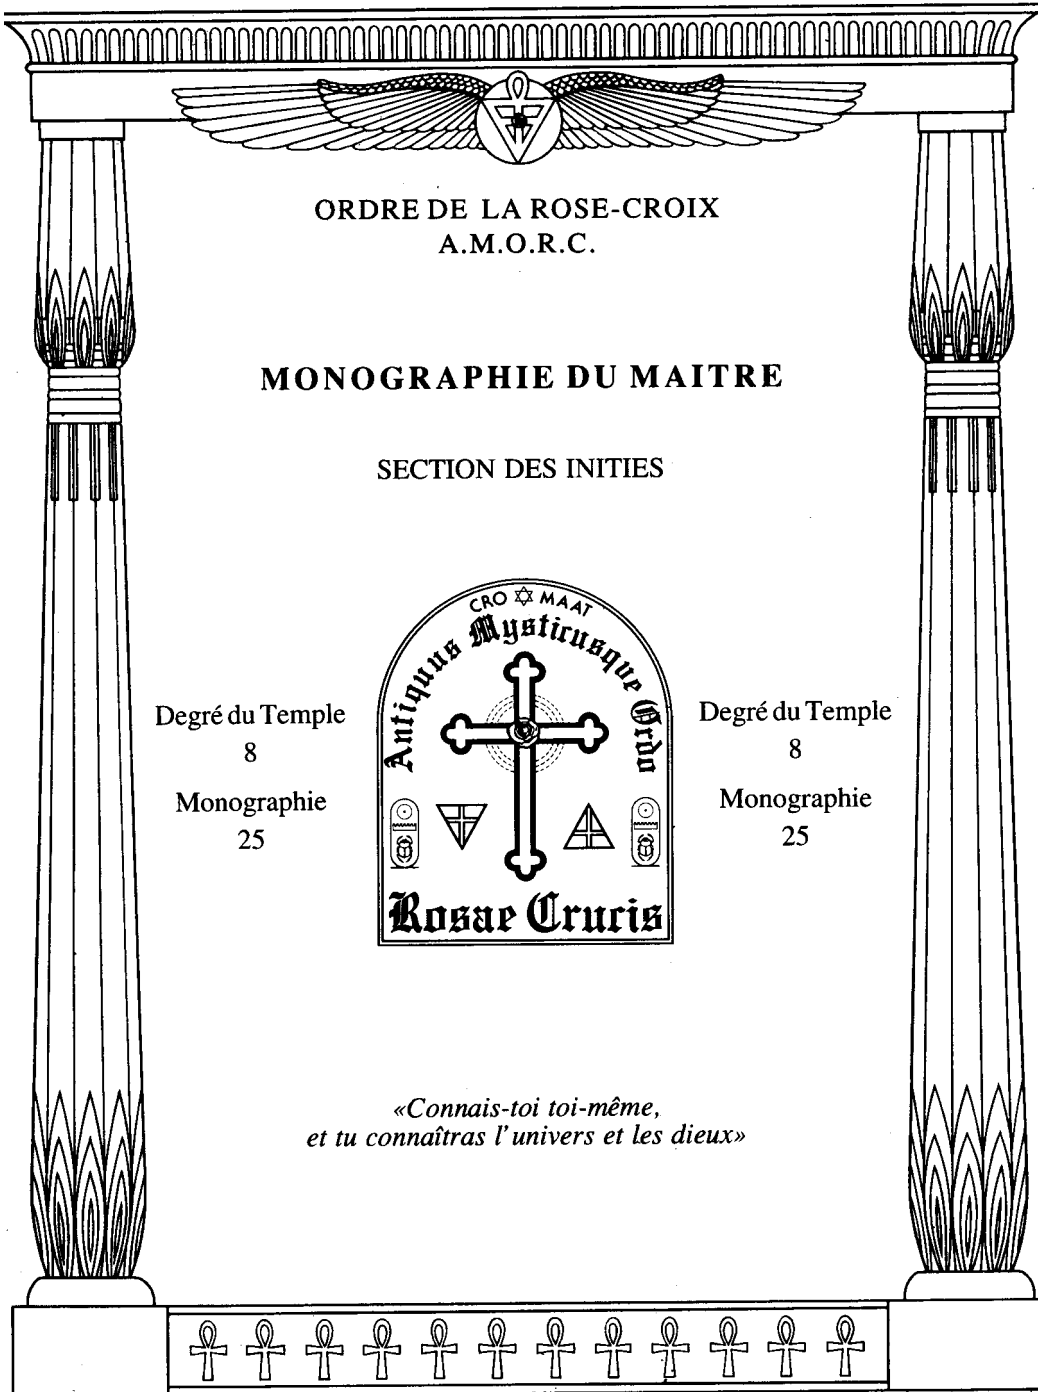 ORDRE DE LA ROSE-CROIX
A.M.O.R.C.
MONOGRAPHIE DU MAITRE
SECTION DES INITIES
CRO MAAT
Antiquus Mysticusque Ordo
Rosae Crucis
Degré du Temple
8
Monographie
25
Degré du Temple
8
Monographie
25
«Connais-toi toi-même,
et tu connaîtras l'univers et les dieux»